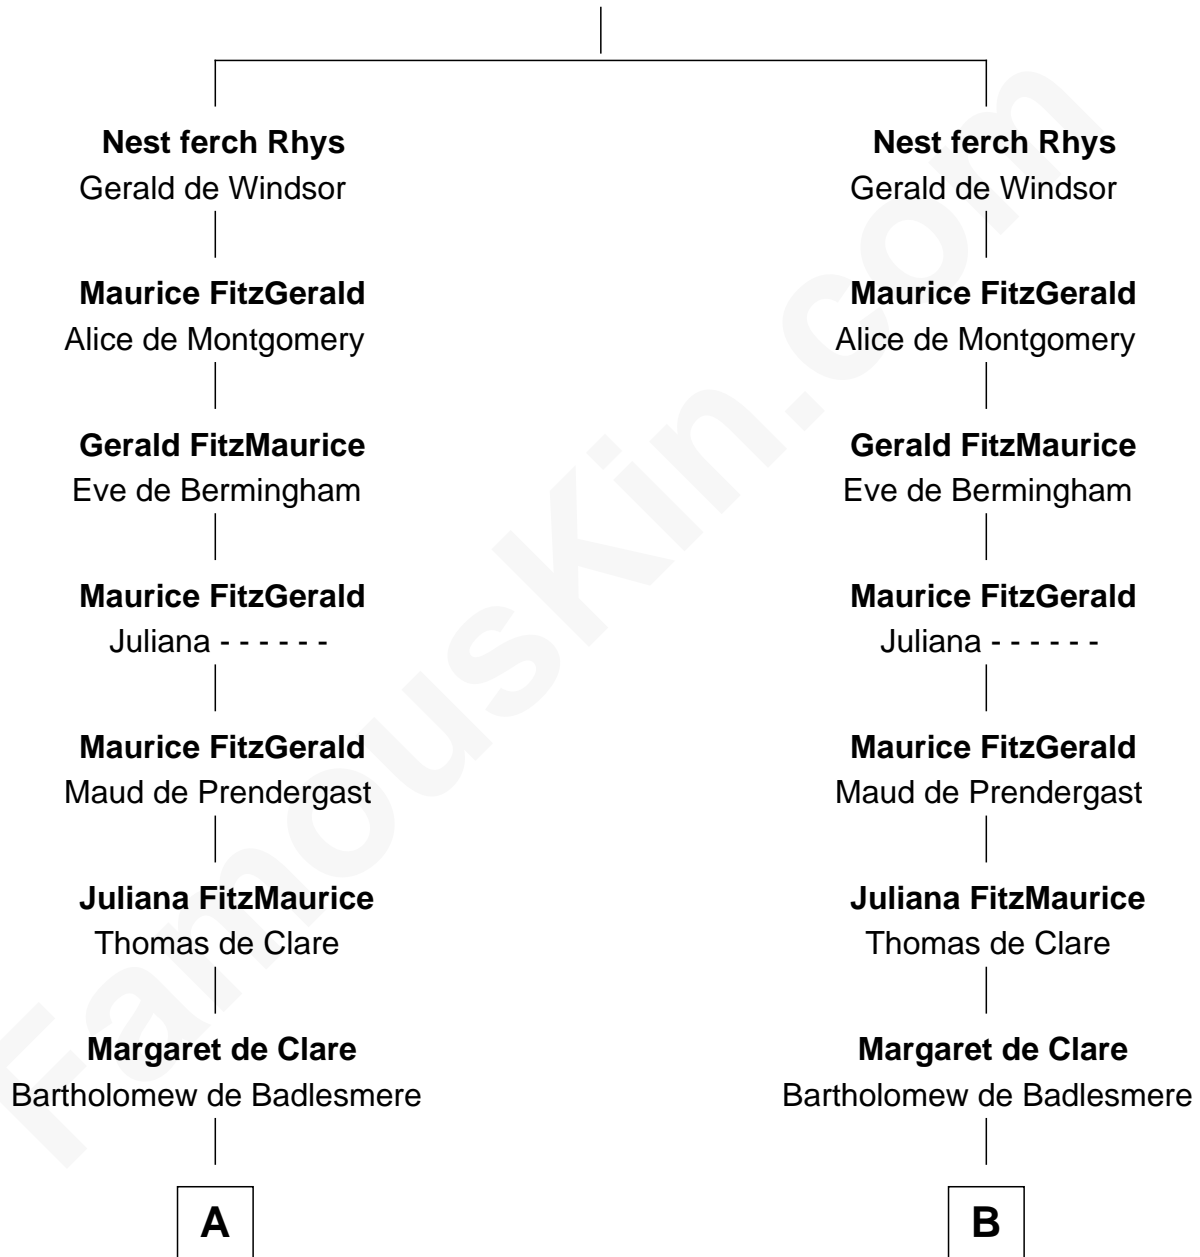 Nest ferch Rhys
Gerald de Windsor
Maurice FitzGerald
Alice de Montgomery
Gerald FitzMaurice
Eve de Bermingham
Maurice FitzGerald
Juliana - - - - - -
Maurice FitzGerald
Maud de Prendergast
Juliana FitzMaurice
Thomas de Clare
Margaret de Clare
Bartholomew de Badlesmere
A
Nest ferch Rhys
Gerald de Windsor
Maurice FitzGerald
Alice de Montgomery
Gerald FitzMaurice
Eve de Bermingham
Maurice FitzGerald
Juliana - - - - - -
Maurice FitzGerald
Maud de Prendergast
Juliana FitzMaurice
Thomas de Clare
Margaret de Clare
Bartholomew de Badlesmere
B
FamousKin.com